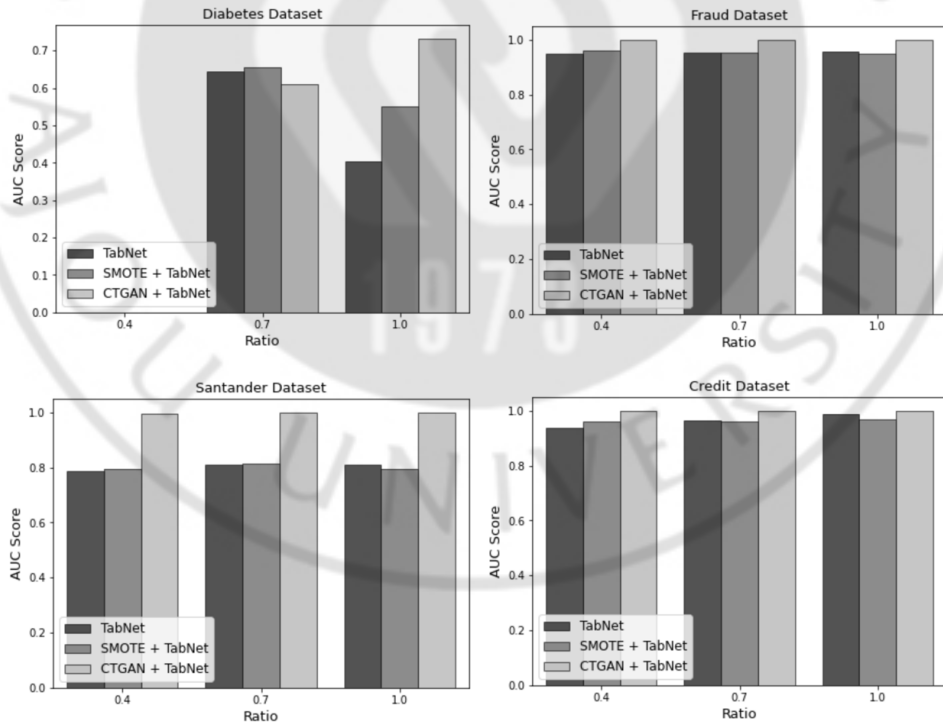 Diabetes Dataset
AUC Score
0.7
0.6
0.5
0.4
0.3
0.2
0.1
0.0
TabNet
SMOTE + TabNet
CTGAN + TabNet
0.4 0.7 1.0
Ratio
Fraud Dataset
AUC Score
1.0
0.8
0.6
0.4
0.2
0.0
TabNet
SMOTE + TabNet
CTGAN + TabNet
0.4 0.7 1.0
Ratio
Santander Dataset
AUC Score
1.0
0.8
0.6
0.4
0.2
0.0
TabNet
SMOTE + TabNet
CTGAN + TabNet
0.4 0.7 1.0
Ratio
Credit Dataset
AUC Score
1.0
0.8
0.6
0.4
0.2
0.0
TabNet
SMOTE + TabNet
CTGAN + TabNet
0.4 0.7 1.0
Ratio
1973
AJOU UNIVERSITY